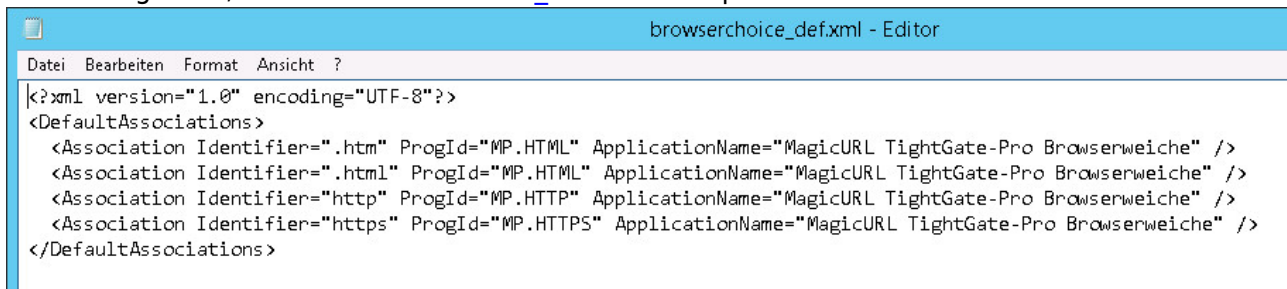 browserchoice_def.xml - Editor
Datei Bearbeiten Format Ansicht ?
<?xml version="1.0" encoding="UTF-8"?>
<DefaultAssociations>
<Association Identifier=".htm" ProgId="MP.HTML" ApplicationName="MagicURL TightGate-Pro Browserweiche" />
<Association Identifier=".html" ProgId="MP.HTML" ApplicationName="MagicURL TightGate-Pro Browserweiche" />
<Association Identifier="http" ProgId="MP.HTTP" ApplicationName="MagicURL TightGate-Pro Browserweiche" />
<Association Identifier="https" ProgId="MP.HTTPS" ApplicationName="MagicURL TightGate-Pro Browserweiche" />
</DefaultAssociations>